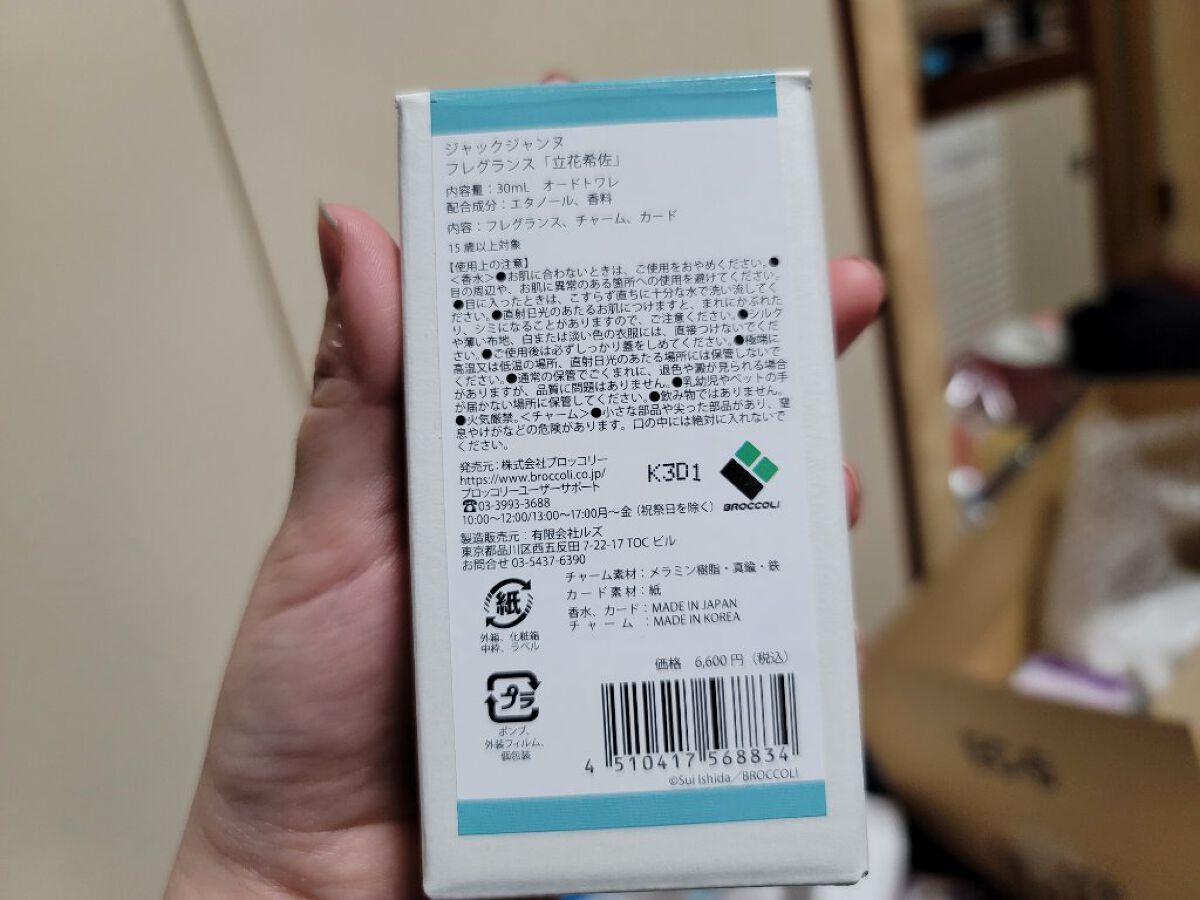 ジャックジャンヌ
フレグランス「立花希佐」
内容量：30mL オードトワレ
配合成分：エタノール、香料
内容：フレグランス、チャーム、カード
15歳以上対象
【使用上の注意】
＜香水＞●お肌に合わないときは、ご使用をおやめください。●
目の周辺や、お肌に異常のある箇所への使用を避けてください。
●目に入ったときは、こすらず直ちに十分な水で洗い流してく
ださい。●直射日光のあたるお肌につけますと、まれにかぶれた
り、シミになることがありますので、ご注意ください。●シルク
や薄い布地、白または淡い色の衣服には、直接つけないでくだ
さい。●ご使用後は必ずしっかり蓋をしめてください。●極端に
高温又は低温の場所、直射日光のあたる場所には保管しないで
ください。●通常の保管でごくまれに、退色や澱が見られる場合
がありますが、品質に問題はありません。●乳幼児やペットの手
が届かない場所に保管してください。●飲み物ではありません。
●火気厳禁。＜チャーム＞●小さな部品や尖った部品があり、窒
息やけがなどの危険があります。口の中には絶対に入れないで
ください。
発売元：株式会社ブロッコリー
https://www.broccoli.co.jp/
ブロッコリーユーザーサポート
☎03-3993-3688
10:00～12:00/13:00～17:00月～金（祝祭日を除く）
K3D1
BROCCOLI
製造販売元：有限会社ルズ
東京都品川区西五反田 7-22-17 TOC ビル
お問合せ 03-5437-6390
チャーム素材：メラミン樹脂・真鍮・鉄
カード素材：紙
香水、カード：MADE IN JAPAN
チャーム：MADE IN KOREA
紙
外箱、化粧箱
中枠、ラベル
価格 6,600円（税込）
プラ
ポンプ、
外装フィルム、
個包装
4 510417 568834
©Sui Ishida／BROCCOLI